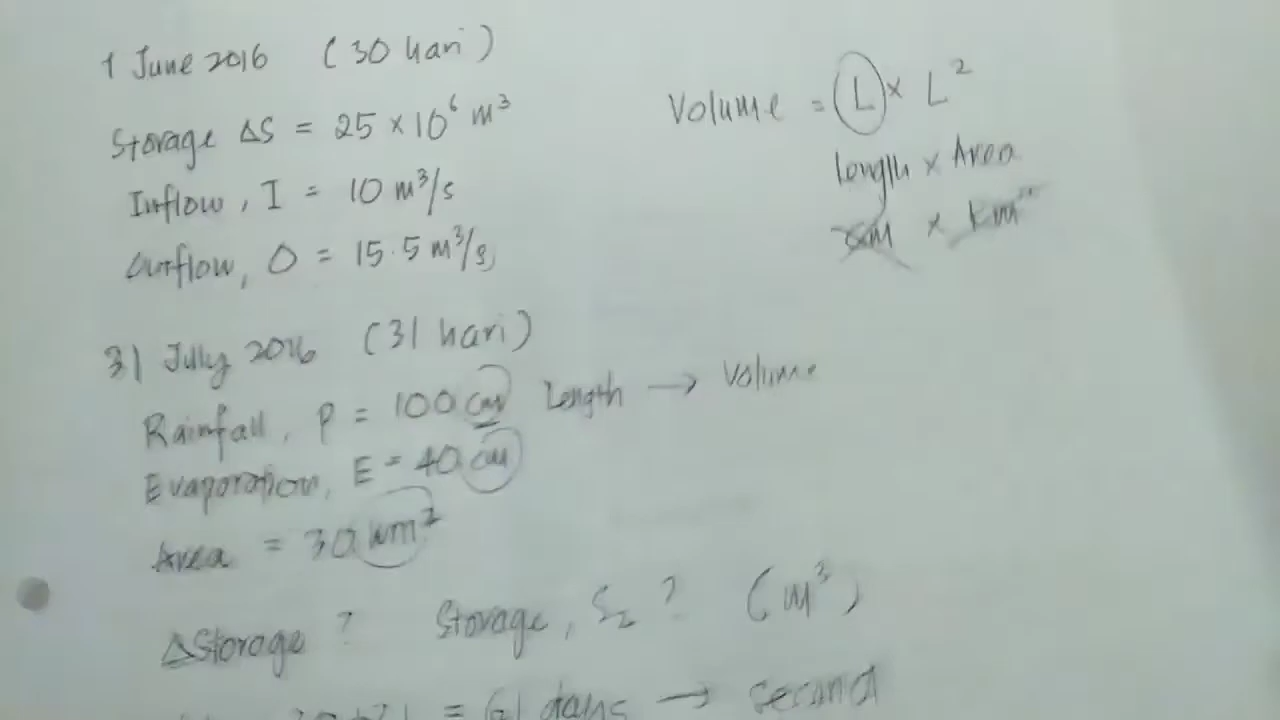 1 June 2016 (30 hari)
Storage ΔS = 25 × 10⁶ m³
Inflow, I = 10 m³/s
Outflow, O = 15.5 m³/s
Volume = L × L²
length × Area
cm × km²
31 July 2016 (31 hari)
Rainfall, P = 100 cm Length → Volume
Evaporation, E = 40 cm
Area = 30 km²
ΔStorage ? Storage, S₂ ? (m³)
= 61 days → second